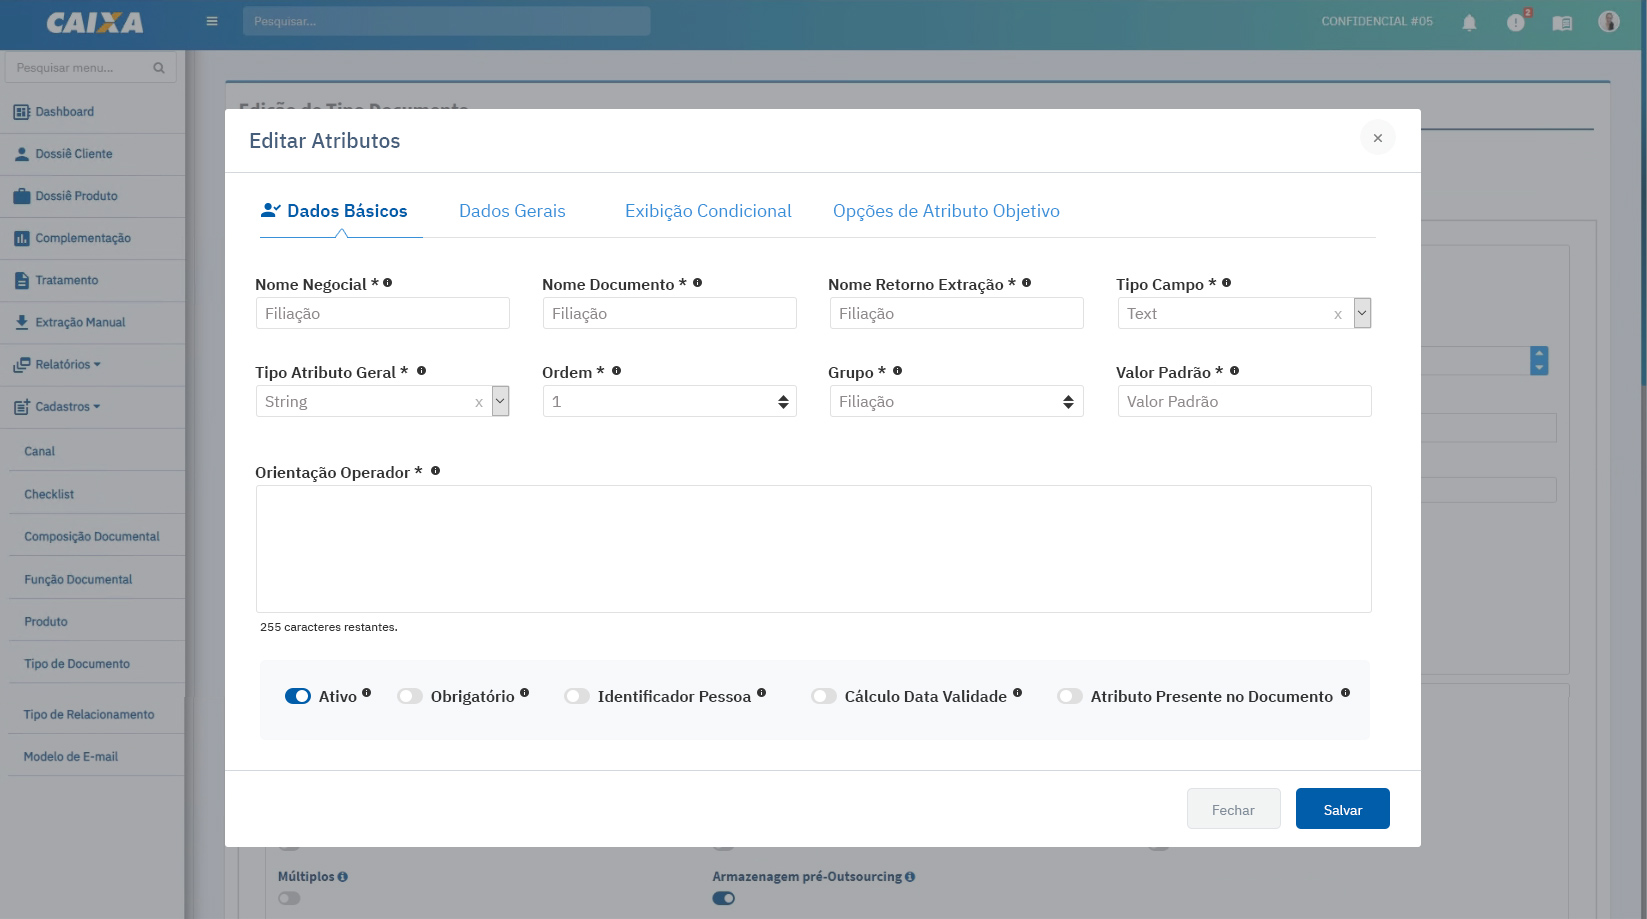 CAIXA
Pesquisar...
CONFIDENCIAL #05
2
Pesquisar menu...
Dashboard
Dossiê Cliente
Dossiê Produto
Complementação
Tratamento
Extração Manual
Relatórios
Cadastros
Canal
Checklist
Composição Documental
Função Documental
Produto
Tipo de Documento
Tipo de Relacionamento
Modelo de E-mail
Edição de Tipo Documento
Editar Atributos
×
Dados Básicos
Dados Gerais
Exibição Condicional
Opções de Atributo Objetivo
Nome Negocial *
Nome Documento *
Nome Retorno Extração *
Tipo Campo *
Filiação
Filiação
Filiação
Text x
Tipo Atributo Geral *
Ordem *
Grupo *
Valor Padrão *
String x
1
Filiação
Valor Padrão
Orientação Operador *
255 caracteres restantes.
Ativo
Obrigatório
Identificador Pessoa
Cálculo Data Validade
Atributo Presente no Documento
Fechar
Salvar
Múltiplos
Armazenagem pré-Outsourcing